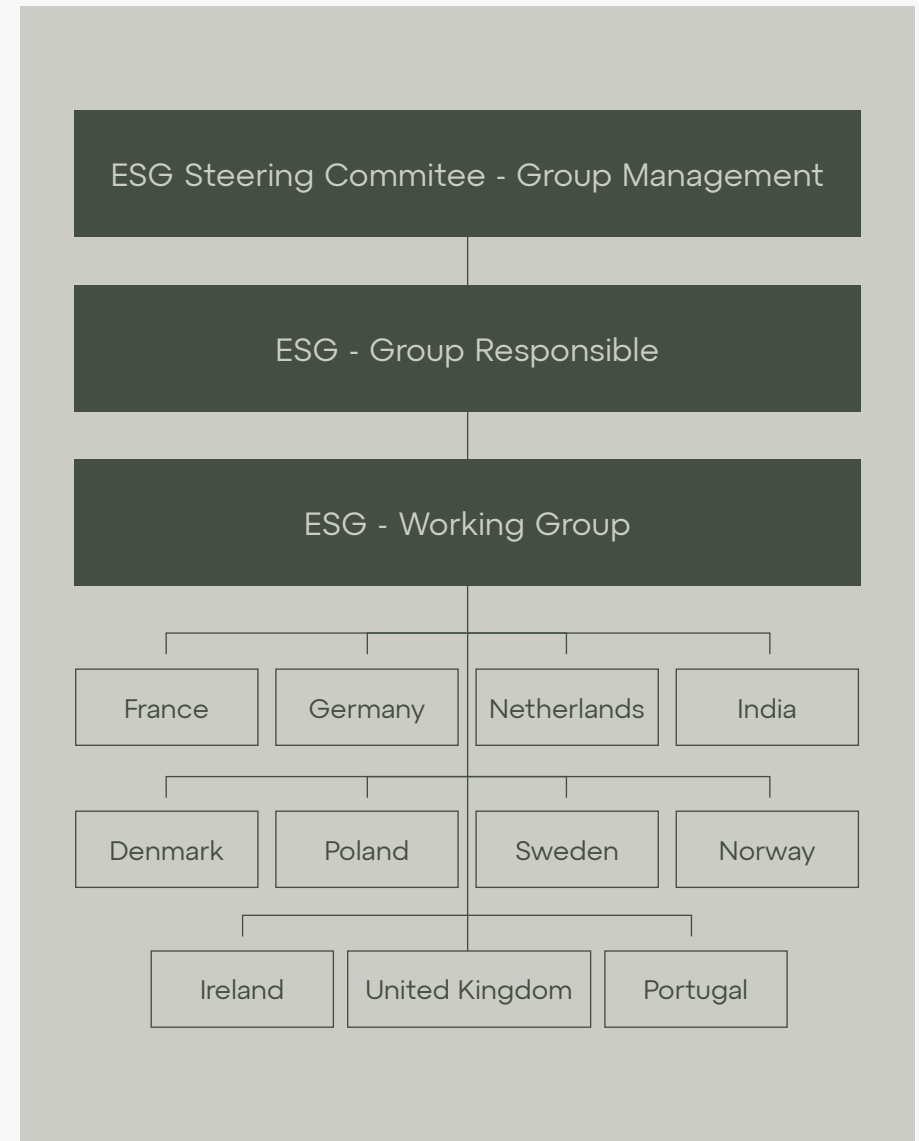 ESG Steering Commitee - Group Management
ESG - Group Responsible
ESG - Working Group
France
Germany
Netherlands
India
Denmark
Poland
Sweden
Norway
Ireland
United Kingdom
Portugal